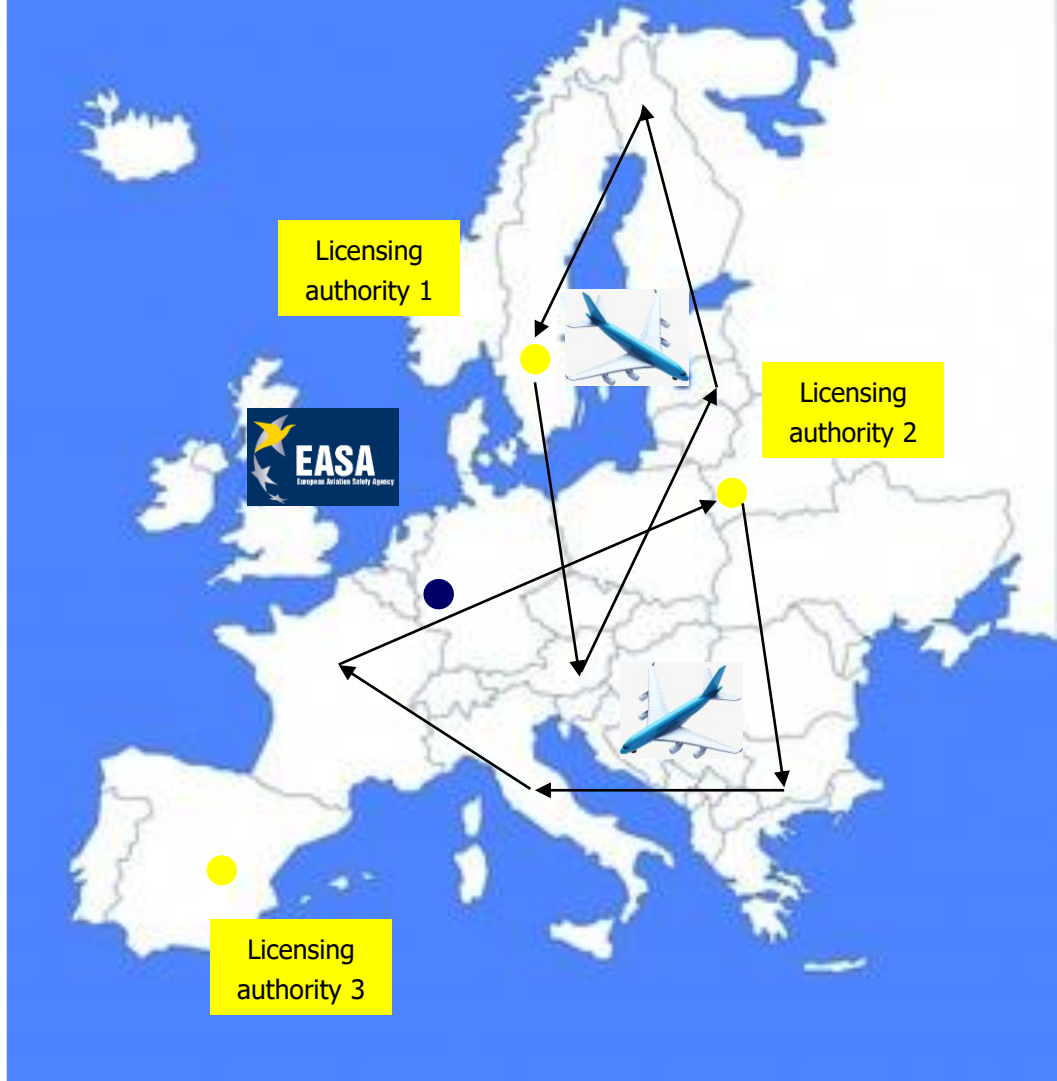 Licensing
authority 1
Licensing
authority 2
EASA
European Aviation Safety Agency
Licensing
authority 3